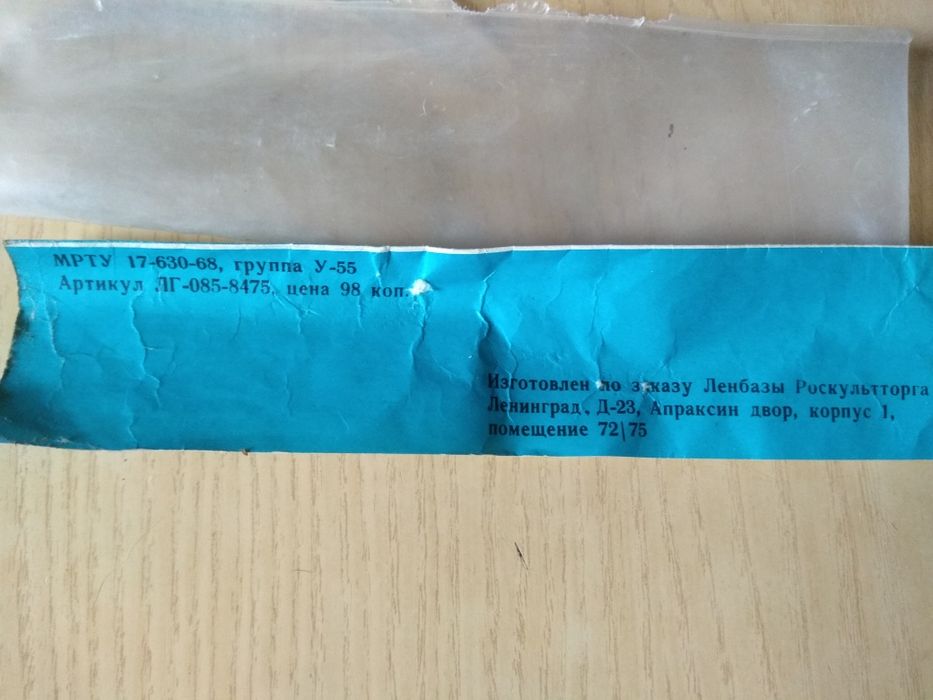 МРТУ 17-630-68, группа У-55
Артикул ЛГ-085-8475, цена 98 коп.
Изготовлен по заказу Ленбазы Роскультторга
Ленинград, Д-23, Апраксин двор, корпус 1,
помещение 72\75